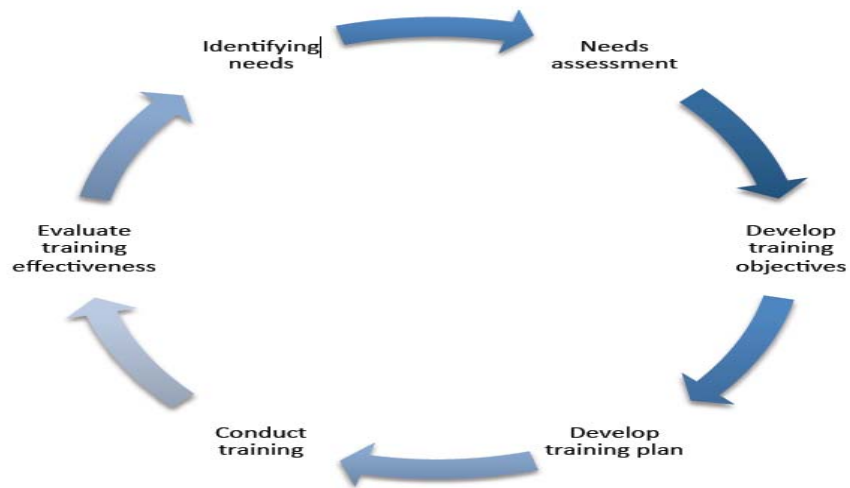 Identifying
needs
Needs
assessment
Develop
training
objectives
Develop
training plan
Conduct
training
Evaluate
training
effectiveness